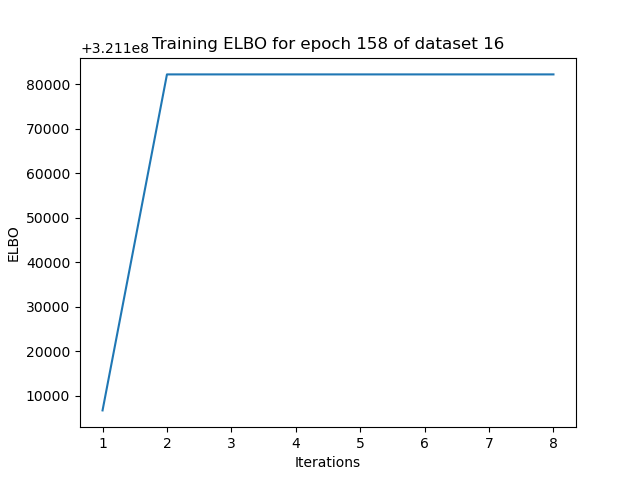 +3.211e8
Training ELBO for epoch 158 of dataset 16
80000
70000
60000
50000
40000
30000
20000
10000
ELBO
1 2 3 4 5 6 7 8
Iterations